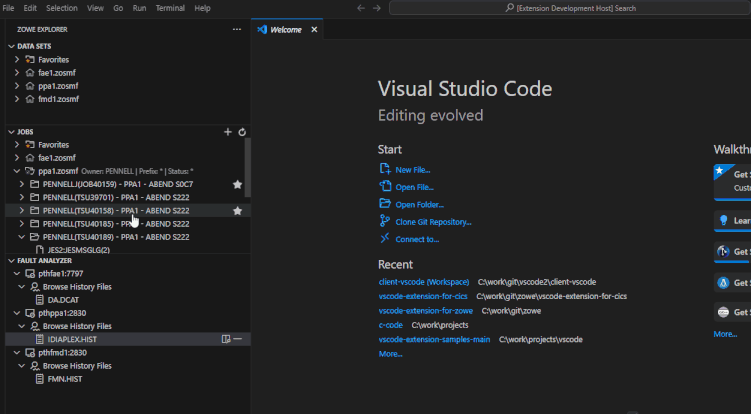 File Edit Selection View Go Run Terminal Help
[Extension Development Host] Search
ZOWE EXPLORER
DATA SETS
Favorites
fae1.zosmf
ppa1.zosmf
fmd1.zosmf
JOBS
Favorites
fae1.zosmf
ppa1.zosmf Owner: PENNELL | Prefix: * | Status: *
PENNELLJ(JOB40159) - PPA1 - ABEND S0C7
PENNELL(TSU39701) - PPA1 - ABEND S222
PENNELL(TSU40158) - PPA1 - ABEND S222
PENNELL(TSU40185) - PPA1 - ABEND S222
PENNELL(TSU40189) - PPA1 - ABEND S222
JES2:JESMSGLG(2)
FAULT ANALYZER
pthfae1:7797
Browse History Files
DA.DCAT
pthppa1:2830
Browse History Files
IDIAPLEX.HIST
pthfmd1:2830
Browse History Files
FMN.HIST
Welcome
Visual Studio Code
Editing evolved
Start
New File...
Open File...
Open Folder...
Clone Git Repository...
Connect to...
Recent
client-vscode (Workspace) C:\work\git\vscode2\client-vscode
vscode-extension-for-cics C:\work\git\zowe\vscode-extension-for-cics
vscode-extension-for-zowe C:\work\git\zowe
c-code C:\work\projects
vscode-extension-samples-main C:\work\projects\vscode
More...
Walkthr
Get S
Custo
Learn
Get S
Get S
Get S
More...